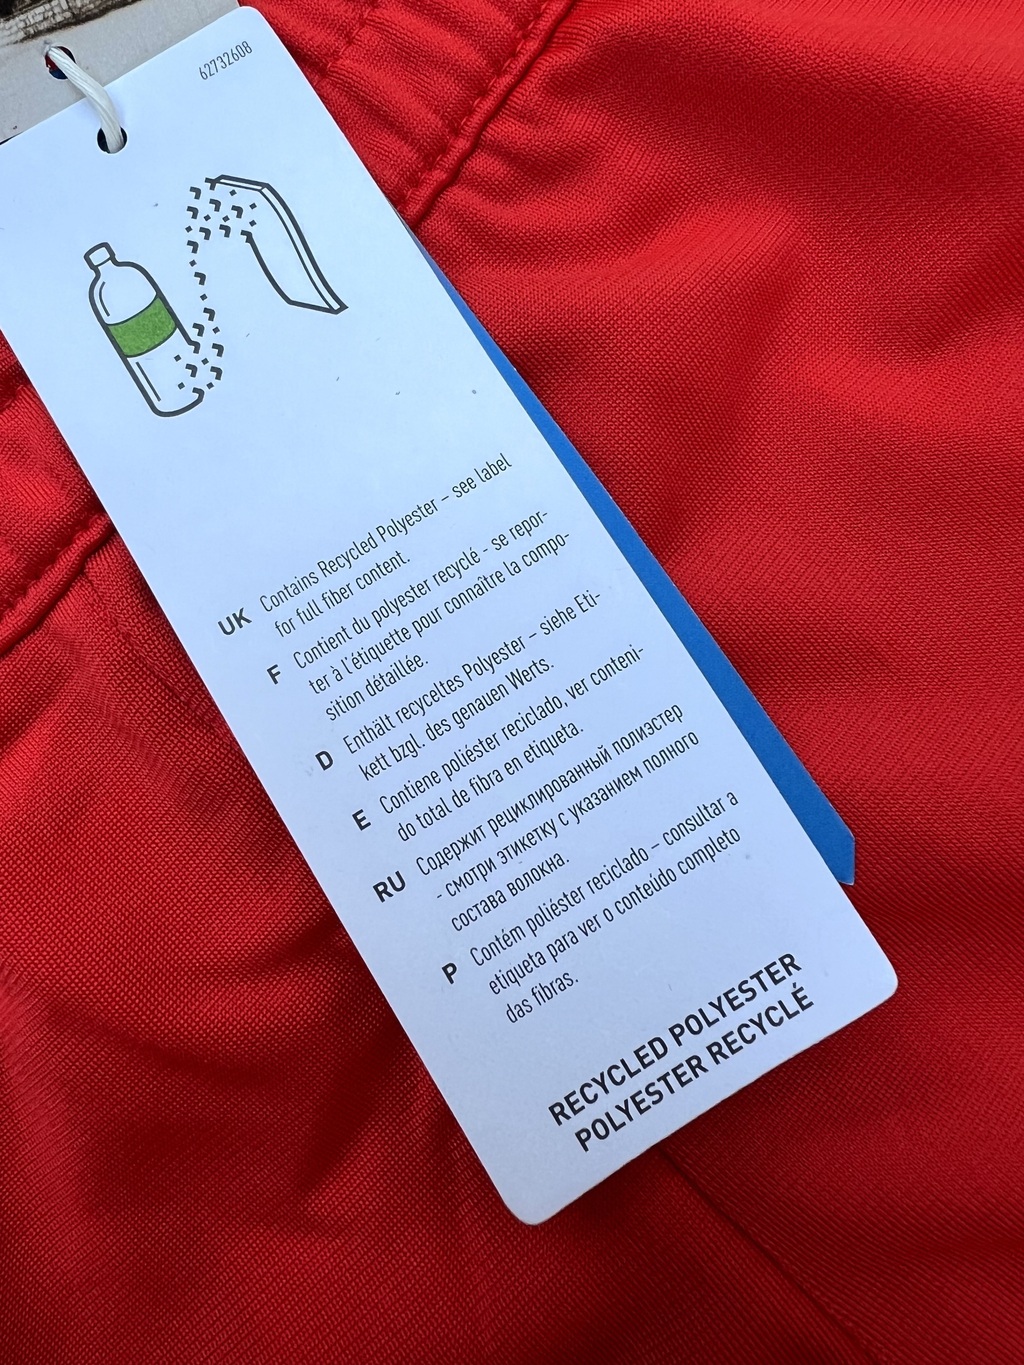 62732608
UK Contains Recycled Polyester – see label
for full fiber content.
F Contient du polyester recyclé - se repor-
ter à l'étiquette pour connaître la compo-
sition détaillée.
D Enthält recyceltes Polyester – siehe Eti-
kett bzgl. des genauen Werts.
E Contiene poliéster reciclado, ver conteni-
do total de fibra en etiqueta.
RU Содержит рециклированный полиэстер
- смотри этикетку с указанием полного
состава волокна.
P Contém poliéster reciclado – consultar a
etiqueta para ver o conteúdo completo
das fibras.
RECYCLED POLYESTER
POLYESTER RECYCLÉ